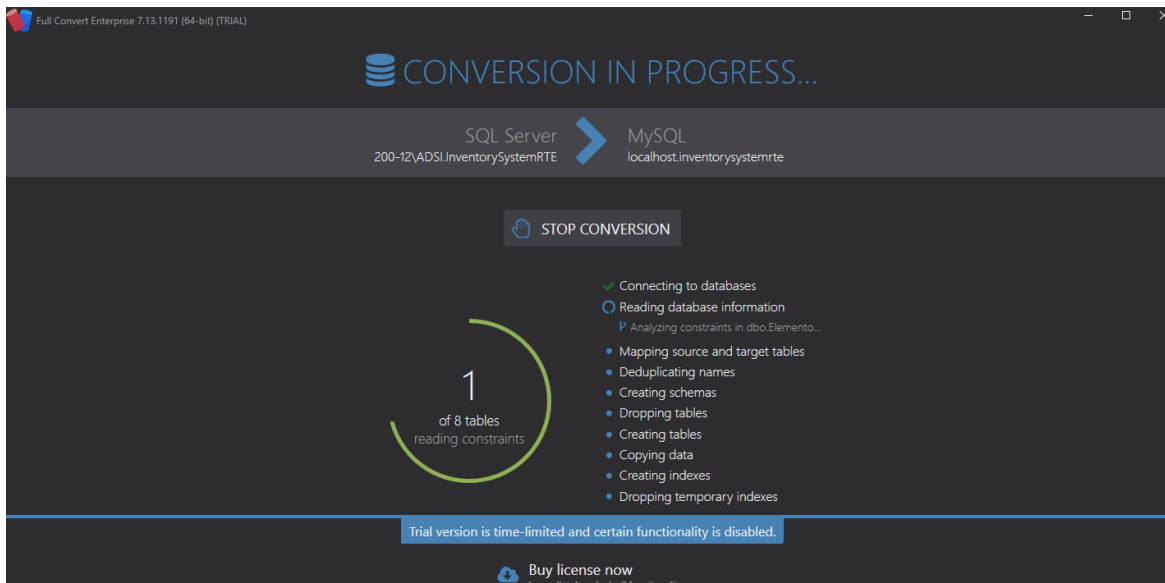 Full Convert Enterprise 7.13.1191 (64-bit) (TRIAL)
CONVERSION IN PROGRESS...
SQL Server
200-12\ADSI.InventorySystemRTE
MySQL
localhost.inventorysystemrte
STOP CONVERSION
Connecting to databases
Reading database information
Analyzing constraints in dbo.Elemento...
Mapping source and target tables
Deduplicating names
Creating schemas
Dropping tables
Creating tables
Copying data
Creating indexes
Dropping temporary indexes
1
of 8 tables
reading constraints
Trial version is time-limited and certain functionality is disabled.
Buy license now